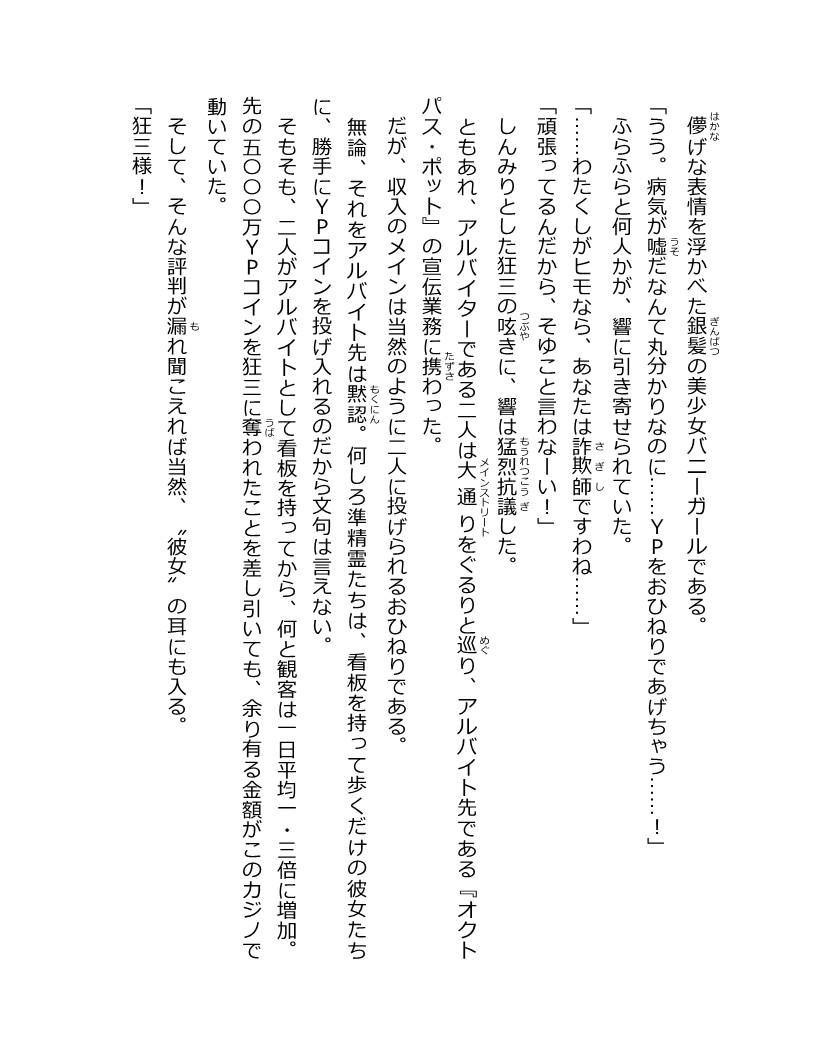 儚げな表情を浮かべた銀髪の美少女バニーガールである。
「うう。病気が嘘だなんて丸分かりなのに……ＹＰをおひねりであげちゃう……！」
ふらふらと何人かが、響に引き寄せられていた。
「……わたくしがヒモなら、あなたは詐欺師ですわね……」
「頑張ってるんだから、そゆこと言わなーい！」
しんみりとした狂三の呟きに、響は猛烈抗議した。
ともあれ、アルバイターである二人は大通りをぐるりと巡り、アルバイト先である『オクト
パス・ポット』の宣伝業務に携わった。
だが、収入のメインは当然のように二人に投げられるおひねりである。
無論、それをアルバイト先は黙認。何しろ準精霊たちは、看板を持って歩くだけの彼女たち
に、勝手にＹＰコインを投げ入れるのだから文句は言えない。
そもそも、二人がアルバイトとして看板を持ってから、何と観客は一日平均一・三倍に増加。
先の五〇〇〇万ＹＰコインを狂三に奪われたことを差し引いても、余り有る金額がこのカジノで
動いていた。
そして、そんな評判が漏れ聞こえれば当然、〝彼女〟の耳にも入る。
「狂三様！」